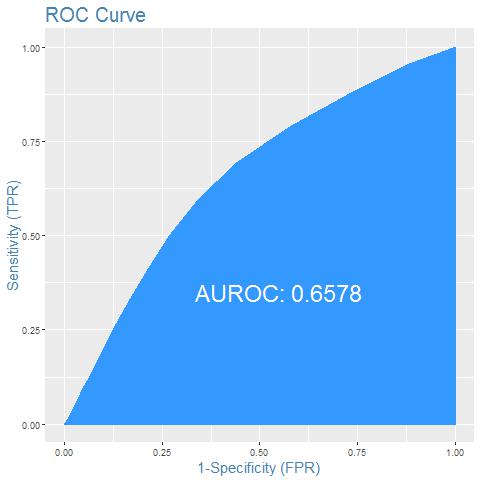 ROC Curve
1.00
0.75
0.50
0.25
0.00
Sensitivity (TPR)
AUROC: 0.6578
0.00 0.25 0.50 0.75 1.00
1-Specificity (FPR)